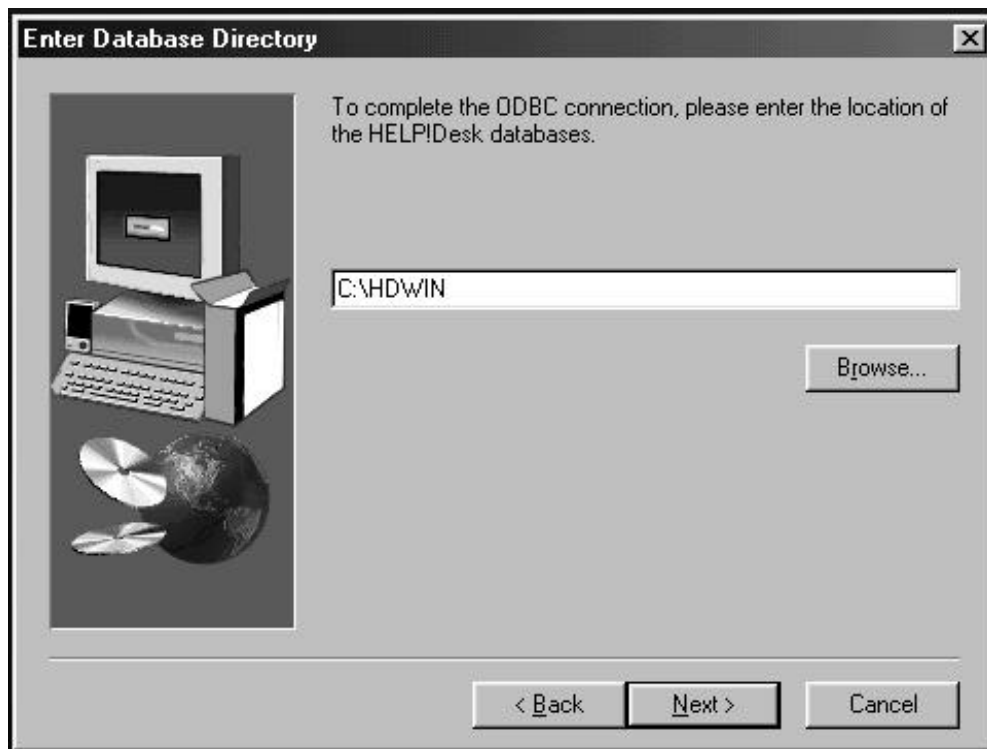 Enter Database Directory
To complete the ODBC connection, please enter the location of
the HELP!Desk databases.
C:\HDWIN
Browse...
< Back
Next >
Cancel